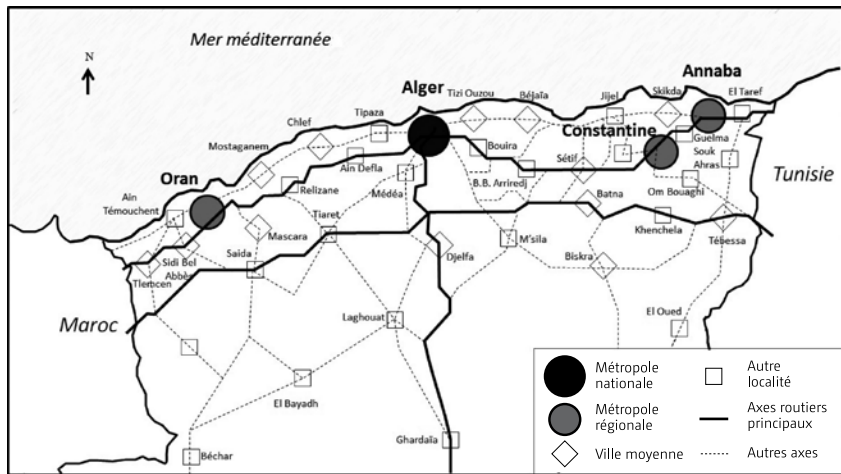 Mer méditerranée
N
Annaba
Alger
Tizi Ouzou
Béjaïa
Jijel
Skikda
El Taref
Tipaza
Chlef
Constantine
Mostaganem
Bouira
Guelma
Sétif
Souk
Ahras
Ain Defla
Oran
Relizane
Médéa
B.B. Arriredj
Tunisie
Om Bouaghi
Ain
Témouchent
Tiaret
Batna
Mascara
Khenchela
Saida
M'sila
Tébessa
Sidi Bel
Abbès
Djelfa
Biskra
Tlemcen
Maroc
Laghouat
El Oued
El Bayadh
Ghardaïa
Béchar
Métropole
nationale
Autre
localité
Métropole
régionale
Axes routiers
principaux
Ville moyenne
Autres axes